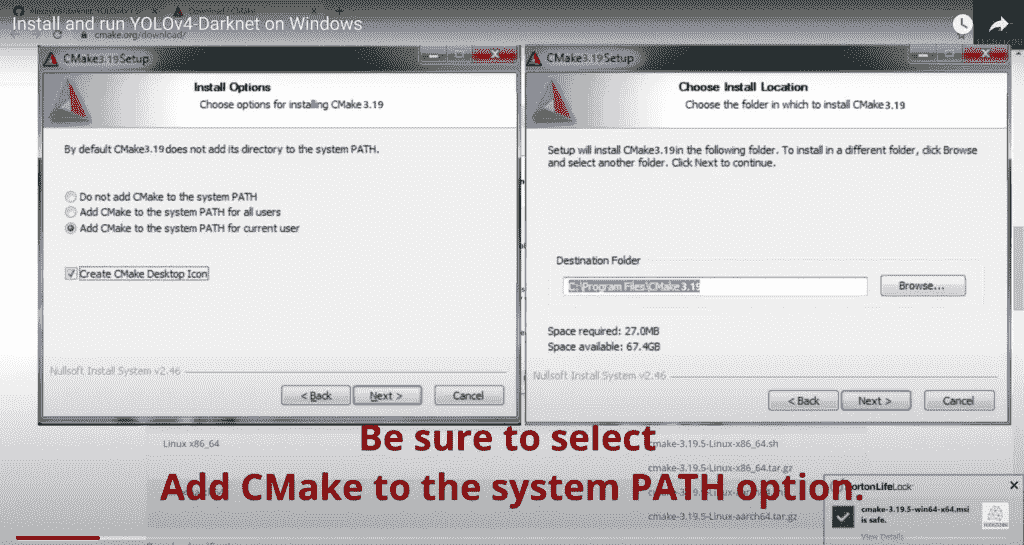 Install and run YOLOv4-Darknet on Windows
cmake.org/download/
CMake3.19Setup
Install Options
Choose options for installing CMake 3.19
By default CMake3.19 does not add its directory to the system PATH.
Do not add CMake to the system PATH
Add CMake to the system PATH for all users
Add CMake to the system PATH for current user
Create CMake Desktop Icon
Nullsoft Install System v2.46
< Back
Next >
Cancel
CMake3.19Setup
Choose Install Location
Choose the folder in which to install CMake3.19
Setup will install CMake3.19in the following folder. To install in a different folder, click Browse
and select another folder. Click Next to continue.
Destination Folder
C:\Program Files\CMake3.19
Browse...
Space required: 27.0MB
Space available: 67.4GB
Nullsoft Install System v2.46
< Back
Next >
Cancel
Be sure to select
Add CMake to the system PATH option.
Linux x86_64
cmake-3.19.5-Linux-x86_64.sh
cmake-3.19.5-Linux-x86_64.tar.gz
cmake-3.19.5-Linux-aarch64.tar.gz
NortonLifeLock
cmake-3.19.5-win64-x64.msi
is safe.
View Details